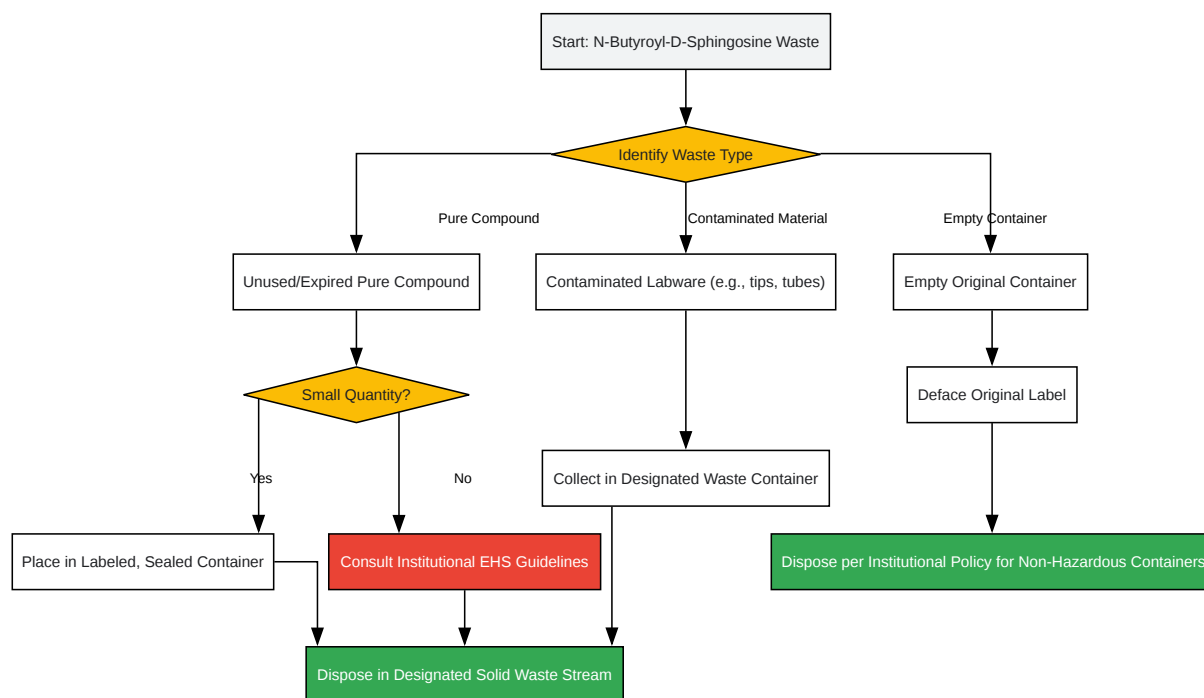 Start: N-Butyroyl-D-Sphingosine Waste
Identify Waste Type
Pure Compound
Contaminated Material
Empty Container
Unused/Expired Pure Compound
Contaminated Labware (e.g., tips, tubes)
Empty Original Container
Small Quantity?
Deface Original Label
Yes
No
Collect in Designated Waste Container
Place in Labeled, Sealed Container
Consult Institutional EHS Guidelines
Dispose per Institutional Policy for Non-Hazardous Containers
Dispose in Designated Solid Waste Stream